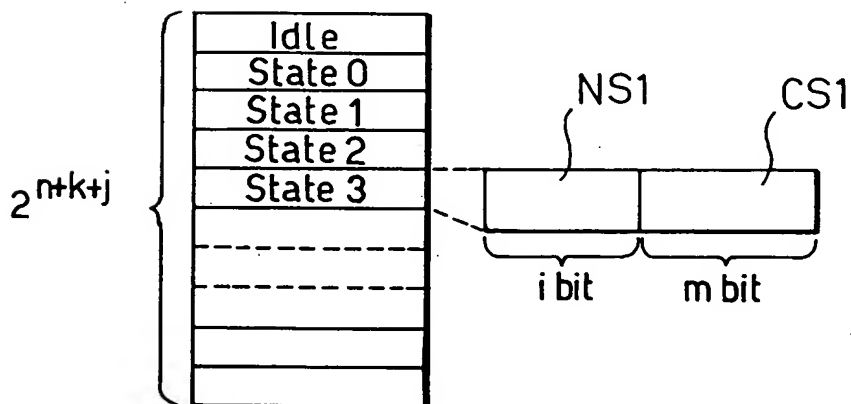 Idle
State 0
State 1
State 2
State 3
2^n+k+j
NS1
CS1
i bit
m bit